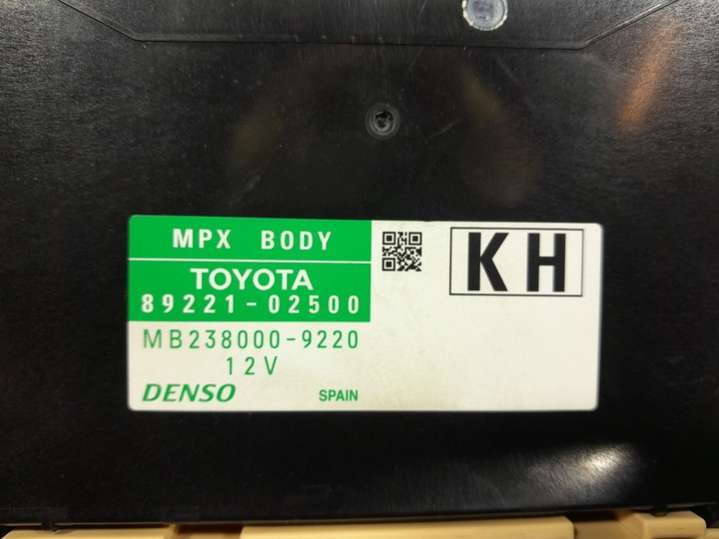 MPX BODY
TOYOTA
89221-02500
MB238000-9220
12V
DENSO SPAIN
KH